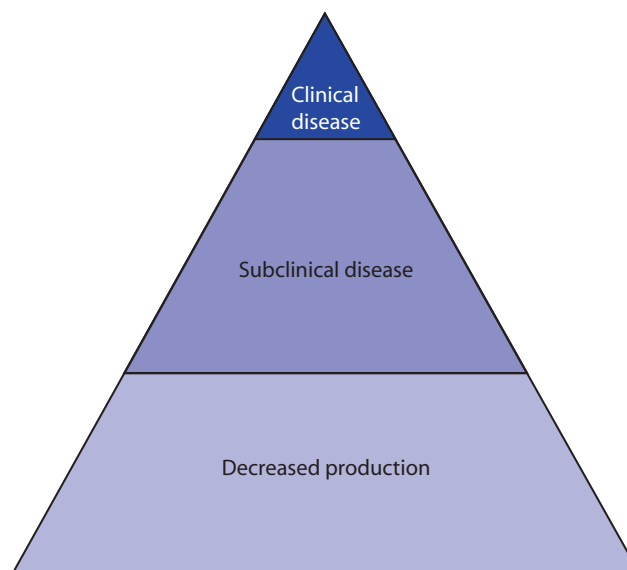 Clinical
disease
Subclinical disease
Decreased production